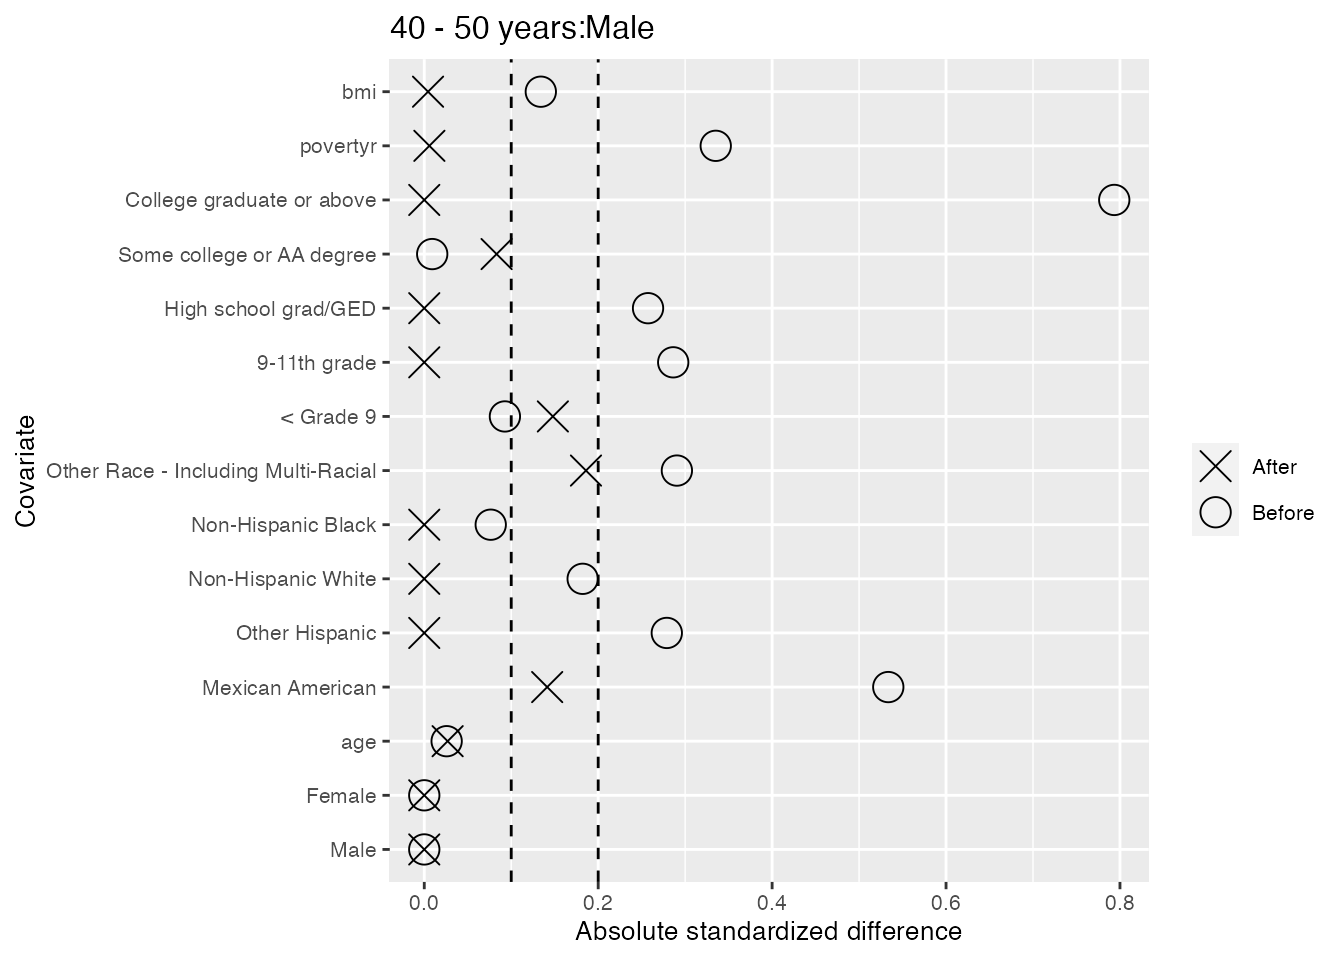 40 - 50 years:Male
bmi
povertyr
College graduate or above
Some college or AA degree
High school grad/GED
9-11th grade
< Grade 9
Other Race - Including Multi-Racial
Non-Hispanic Black
Non-Hispanic White
Other Hispanic
Mexican American
age
Female
Male
Covariate
0.0 0.2 0.4 0.6 0.8
Absolute standardized difference
After
Before